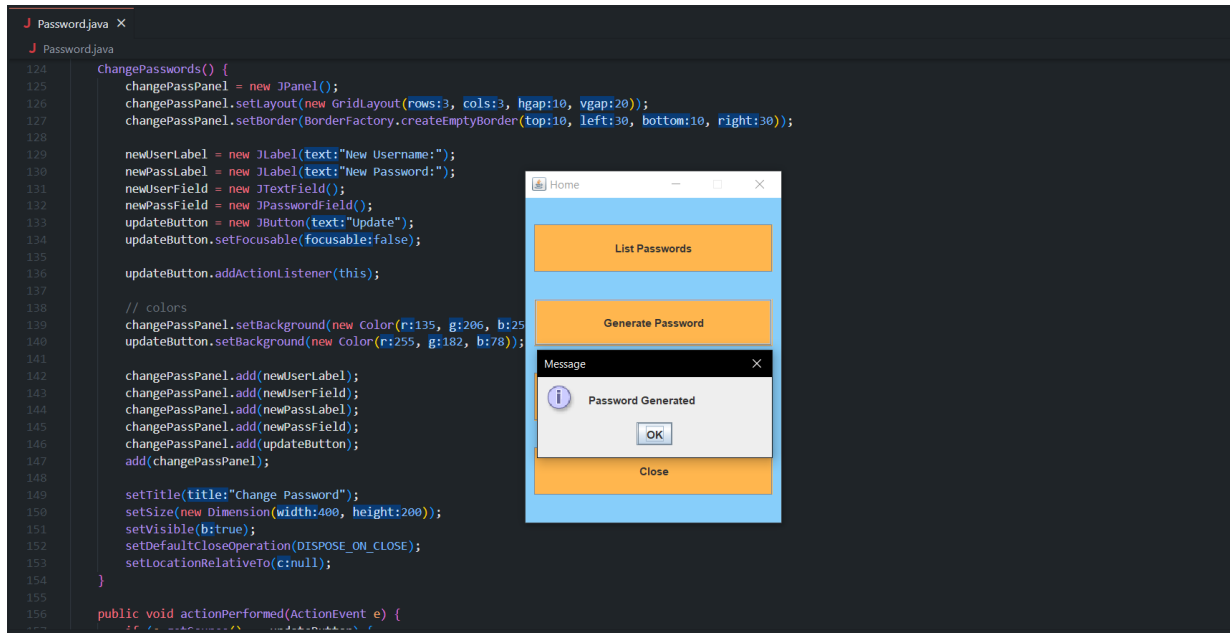 J Password.java ×
J Password.java
124 ChangePasswords() {
125 changePassPanel = new JPanel();
126 changePassPanel.setLayout(new GridLayout(rows:3, cols:3, hgap:10, vgap:20));
127 changePassPanel.setBorder(BorderFactory.createEmptyBorder(top:10, left:30, bottom:10, right:30));
128
129 newUserLabel = new JLabel(text:"New Username:");
130 newPassLabel = new JLabel(text:"New Password:");
131 newUserField = new JTextField();
132 newPassField = new JPasswordField();
133 updateButton = new JButton(text:"Update");
134 updateButton.setFocusable(focusable:false);
135
136 updateButton.addActionListener(this);
137
138 // colors
139 changePassPanel.setBackground(new Color(r:135, g:206, b:25
140 updateButton.setBackground(new Color(r:255, g:182, b:78));
141
142 changePassPanel.add(newUserLabel);
143 changePassPanel.add(newUserField);
144 changePassPanel.add(newPassLabel);
145 changePassPanel.add(newPassField);
146 changePassPanel.add(updateButton);
147 add(changePassPanel);
148
149 setTitle(title:"Change Password");
150 setSize(new Dimension(width:400, height:200));
151 setVisible(b:true);
152 setDefaultCloseOperation(DISPOSE_ON_CLOSE);
153 setLocationRelativeTo(c:null);
154 }
155
156 public void actionPerformed(ActionEvent e) {
Home
List Passwords
Generate Password
Message
Password Generated
OK
Close